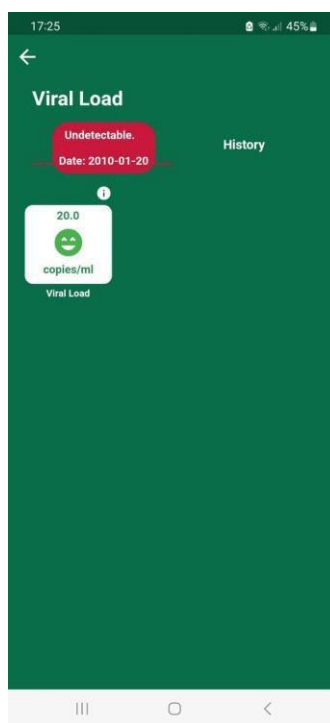 17:25
45%
Viral Load
Undetectable.
Date: 2010-01-20
History
i
20.0
copies/ml
Viral Load